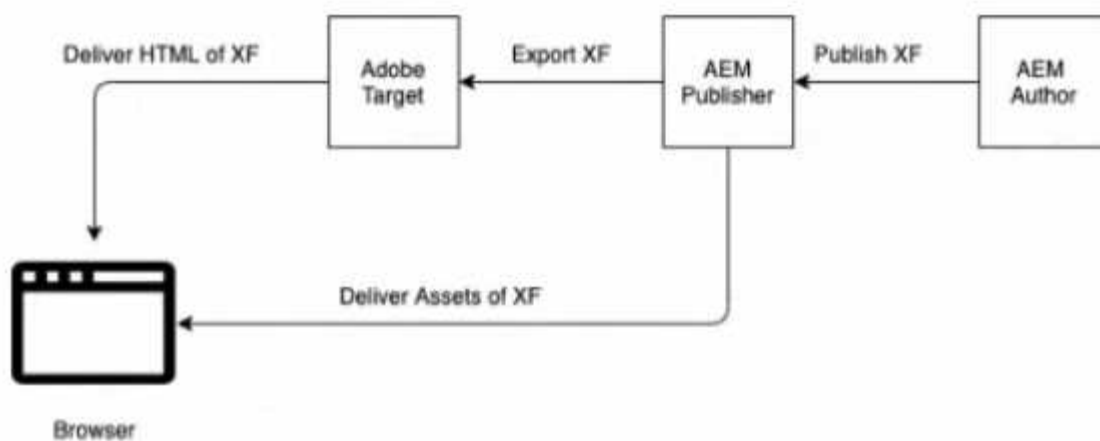 Deliver HTML of XF
Adobe
Target
Export XF
AEM
Publisher
Publish XF
AEM
Author
Deliver Assets of XF
Browser